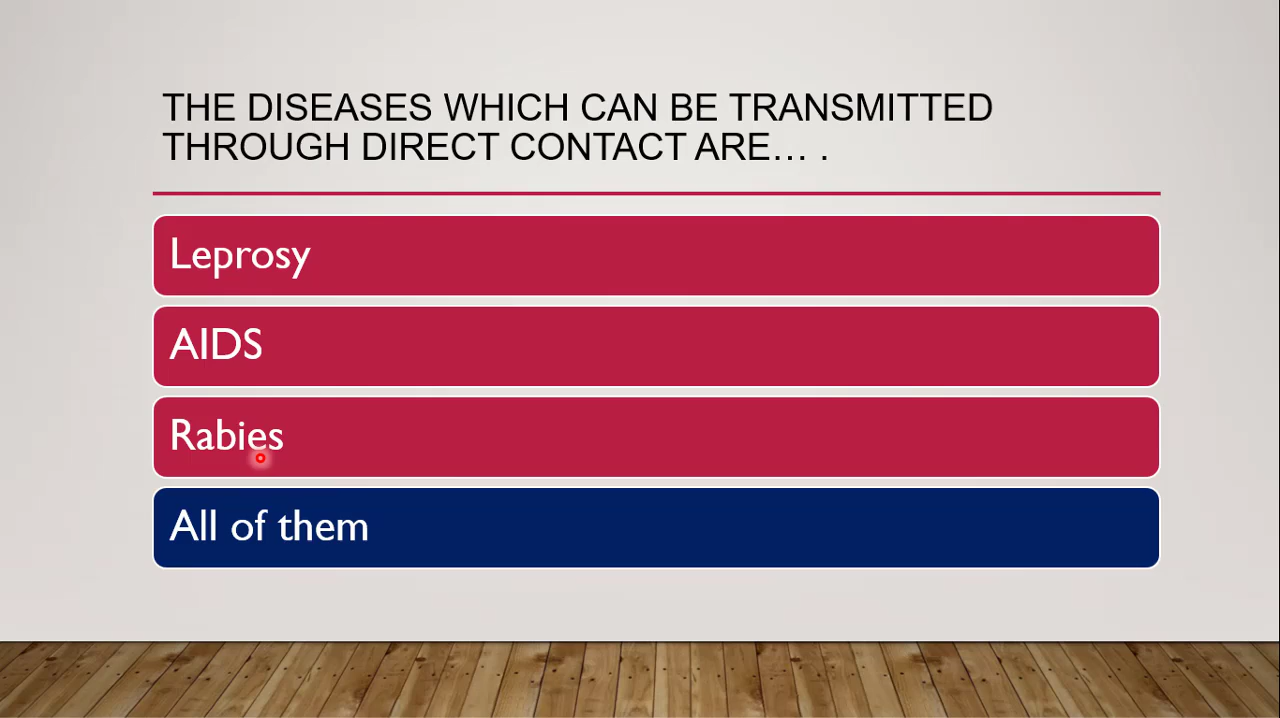 THE DISEASES WHICH CAN BE TRANSMITTED
THROUGH DIRECT CONTACT ARE… .
Leprosy
AIDS
Rabies
All of them